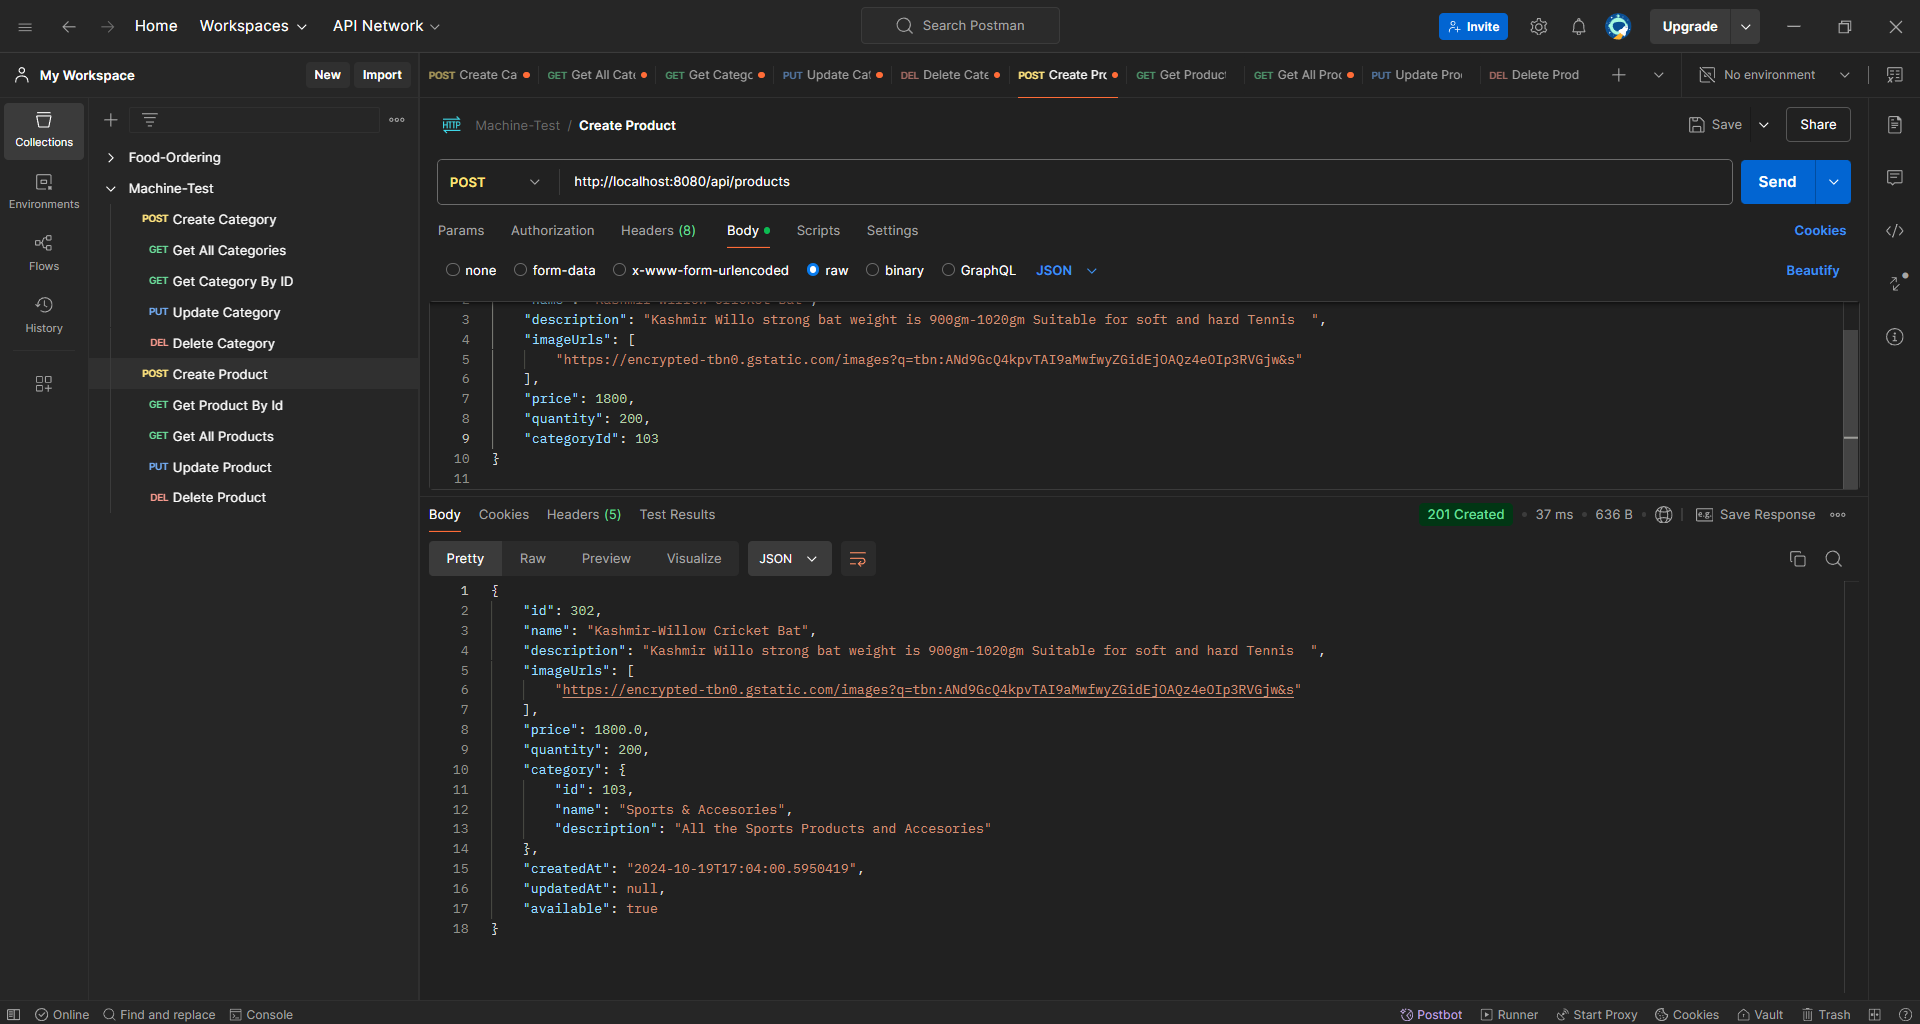 Home Workspaces API Network Search Postman Invite Upgrade
My Workspace New Import POST Create Ca GET Get All Cate GET Get Catego PUT Update Cat DEL Delete Cate POST Create Pro GET Get Product GET Get All Prod PUT Update Prod DEL Delete Prod No environment
Collections
Environments
Flows
History
Food-Ordering
Machine-Test
POST Create Category
GET Get All Categories
GET Get Category By ID
PUT Update Category
DEL Delete Category
POST Create Product
GET Get Product By Id
GET Get All Products
PUT Update Product
DEL Delete Product
HTTP Machine-Test / Create Product Save Share
POST http://localhost:8080/api/products Send
Params Authorization Headers (8) Body Scripts Settings Cookies
none form-data x-www-form-urlencoded raw binary GraphQL JSON Beautify
3 "description": "Kashmir Willo strong bat weight is 900gm-1020gm Suitable for soft and hard Tennis  ",
4 "imageUrls": [
5 "https://encrypted-tbn0.gstatic.com/images?q=tbn:ANd9GcQ4kpvTAI9aMwfwyZGidEjOAQz4eOIp3RVGjw&s"
6 ],
7 "price": 1800,
8 "quantity": 200,
9 "categoryId": 103
10 }
11
Body Cookies Headers (5) Test Results 201 Created 37 ms 636 B e.g. Save Response
Pretty Raw Preview Visualize JSON
1 {
2 "id": 302,
3 "name": "Kashmir-Willow Cricket Bat",
4 "description": "Kashmir Willo strong bat weight is 900gm-1020gm Suitable for soft and hard Tennis  ",
5 "imageUrls": [
6 "https://encrypted-tbn0.gstatic.com/images?q=tbn:ANd9GcQ4kpvTAI9aMwfwyZGidEjOAQz4eOIp3RVGjw&s"
7 ],
8 "price": 1800.0,
9 "quantity": 200,
10 "category": {
11 "id": 103,
12 "name": "Sports & Accesories",
13 "description": "All the Sports Products and Accesories"
14 },
15 "createdAt": "2024-10-19T17:04:00.5950419",
16 "updatedAt": null,
17 "available": true
18 }
Online Find and replace Console Postbot Runner Start Proxy Cookies Vault Trash